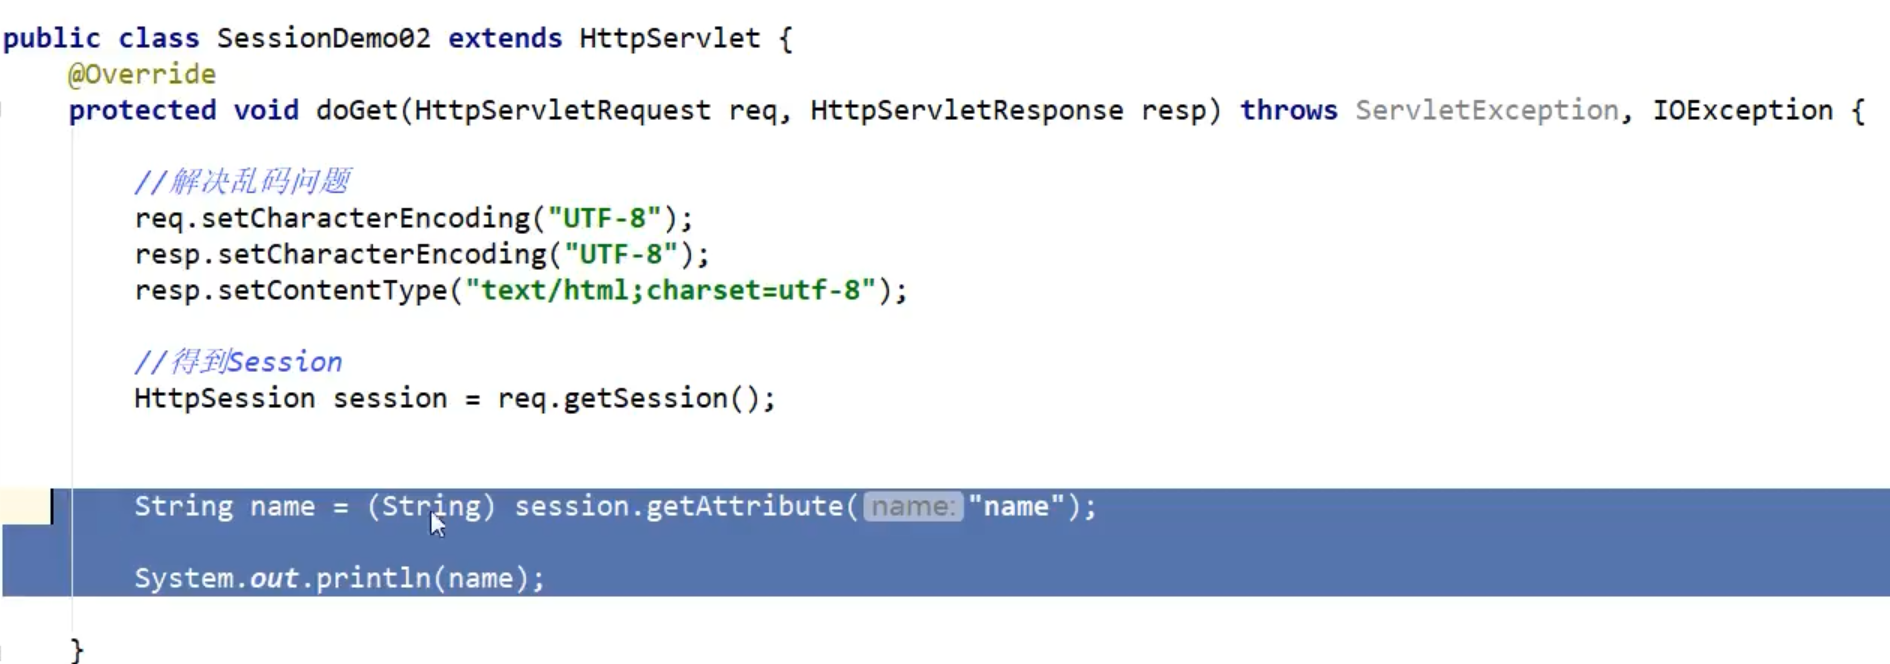 public class SessionDemo02 extends HttpServlet {
@Override
protected void doGet(HttpServletRequest req, HttpServletResponse resp) throws ServletException, IOException {
//解决乱码问题
req.setCharacterEncoding("UTF-8");
resp.setCharacterEncoding("UTF-8");
resp.setContentType("text/html;charset=utf-8");
//得到Session
HttpSession session = req.getSession();
String name = (String) session.getAttribute( name: "name");
System.out.println(name);
}